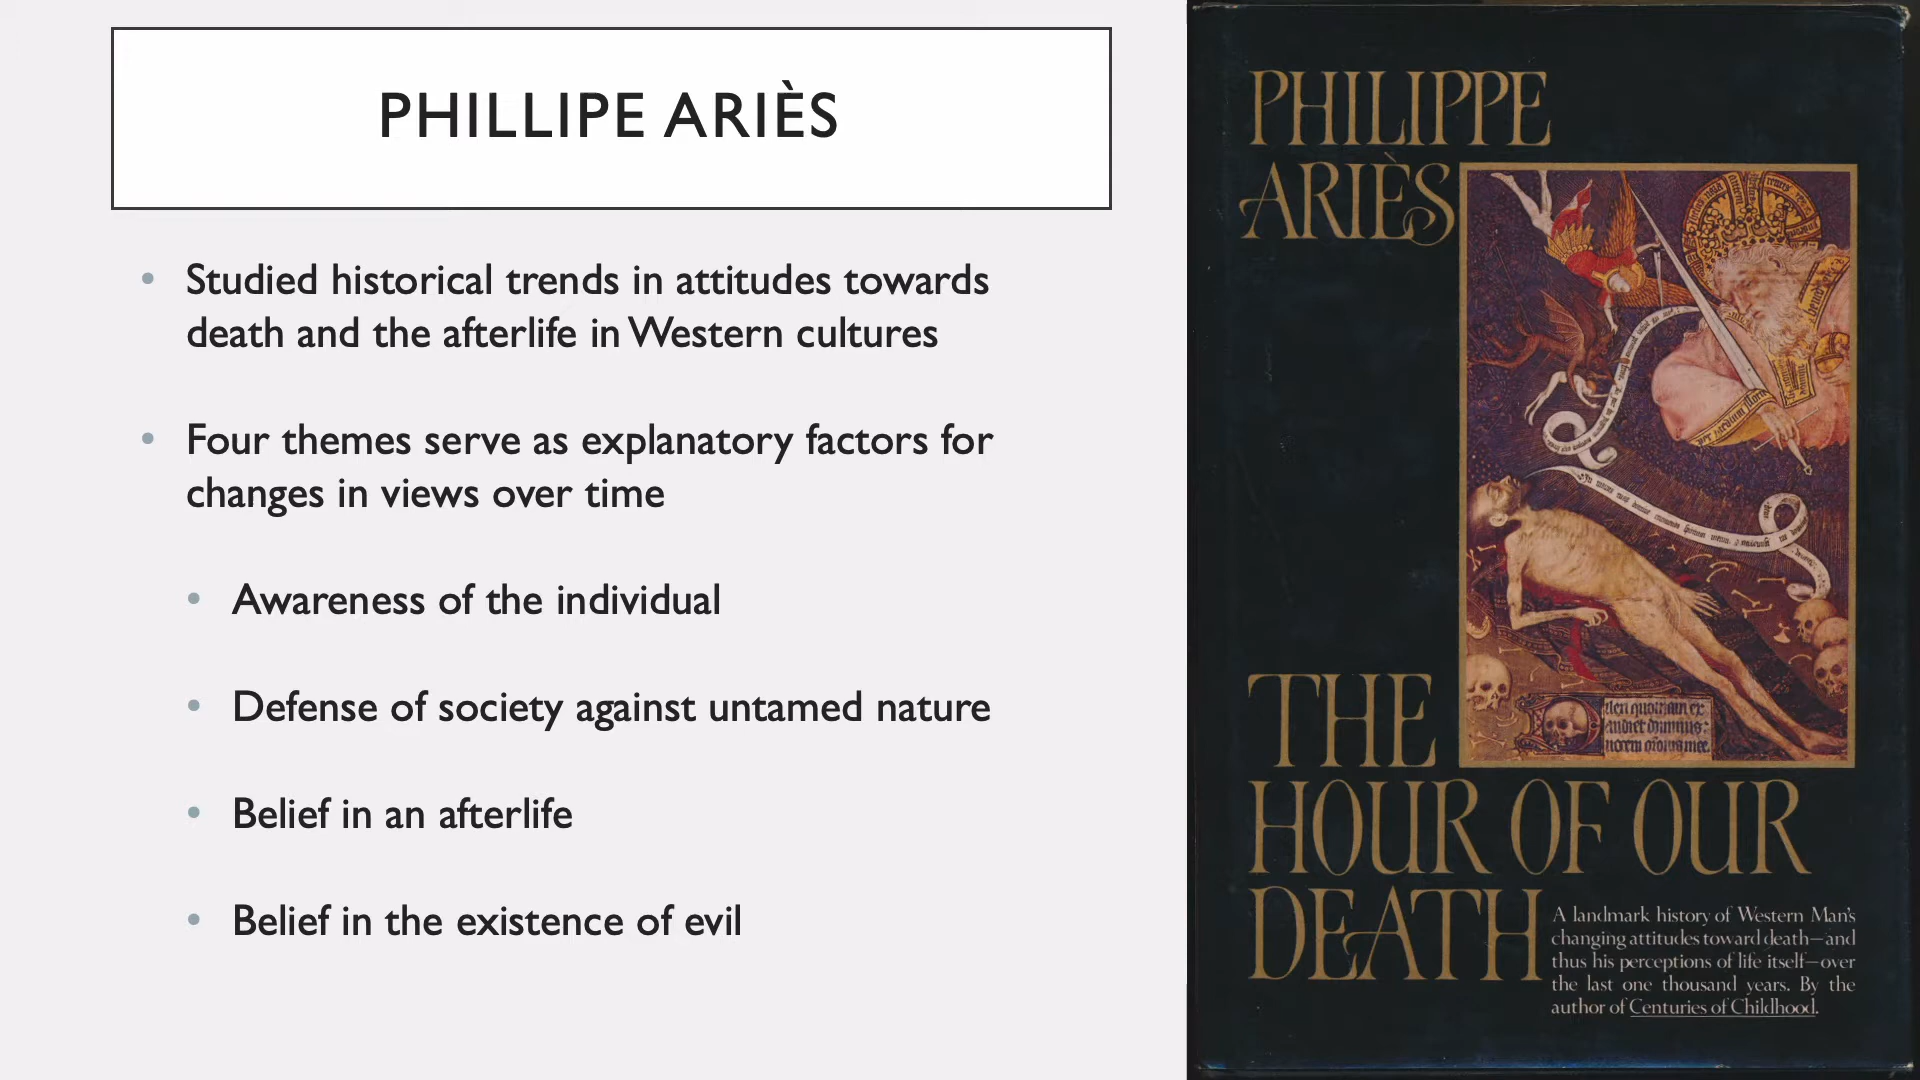 PHILLIPE ARIÈS
Studied historical trends in attitudes towards
death and the afterlife in Western cultures
Four themes serve as explanatory factors for
changes in views over time
Awareness of the individual
Defense of society against untamed nature
Belief in an afterlife
Belief in the existence of evil
PHILIPPE
ARIÈS
THE
HOUR OF OUR
DEATH
A landmark history of Western Man's
changing attitudes toward death—and
thus his perceptions of life itself—over
the last one thousand years. By the
author of Centuries of Childhood.